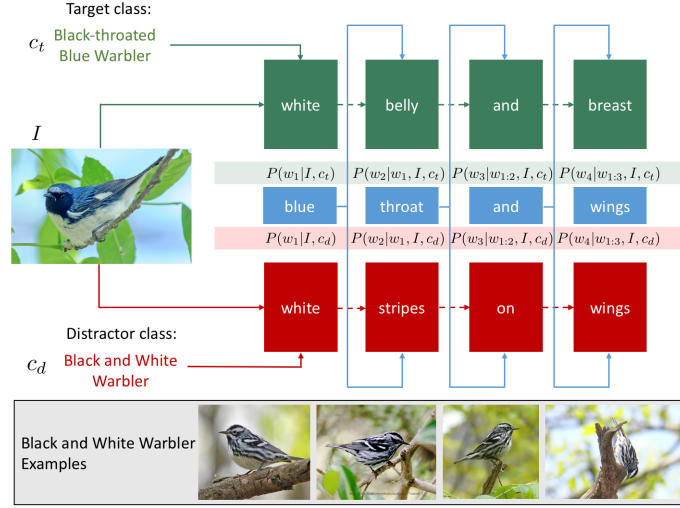 Target class:
$c_t$
Black-throated
Blue Warbler
$I$
white
belly
and
breast
$P(w_1|I, c_t)$
$P(w_2|w_1, I, c_t)$
$P(w_3|w_{1:2}, I, c_t)$
$P(w_4|w_{1:3}, I, c_t)$
blue
throat
and
wings
$P(w_1|I, c_d)$
$P(w_2|w_1, I, c_d)$
$P(w_3|w_{1:2}, I, c_d)$
$P(w_4|w_{1:3}, I, c_d)$
white
stripes
on
wings
Distractor class:
$c_d$
Black and White
Warbler
Black and White Warbler
Examples